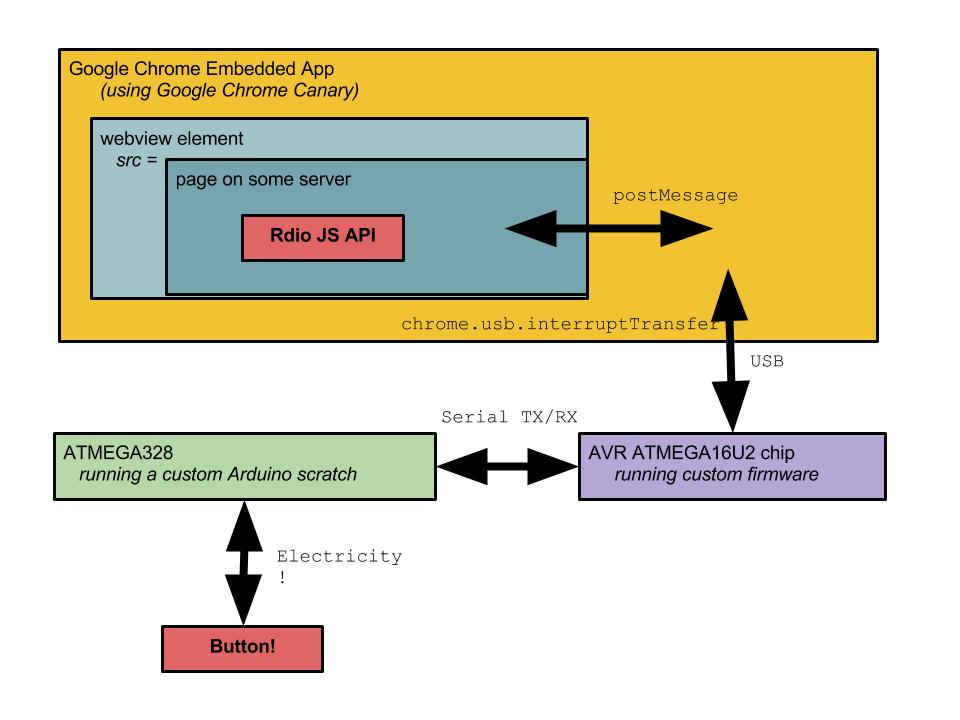 Google Chrome Embedded App
(using Google Chrome Canary)
webview element
src =
page on some server
postMessage
Rdio JS API
chrome.usb.interruptTransfer
USB
Serial TX/RX
ATMEGA328
running a custom Arduino scratch
AVR ATMEGA16U2 chip
running custom firmware
Electricity
!
Button!